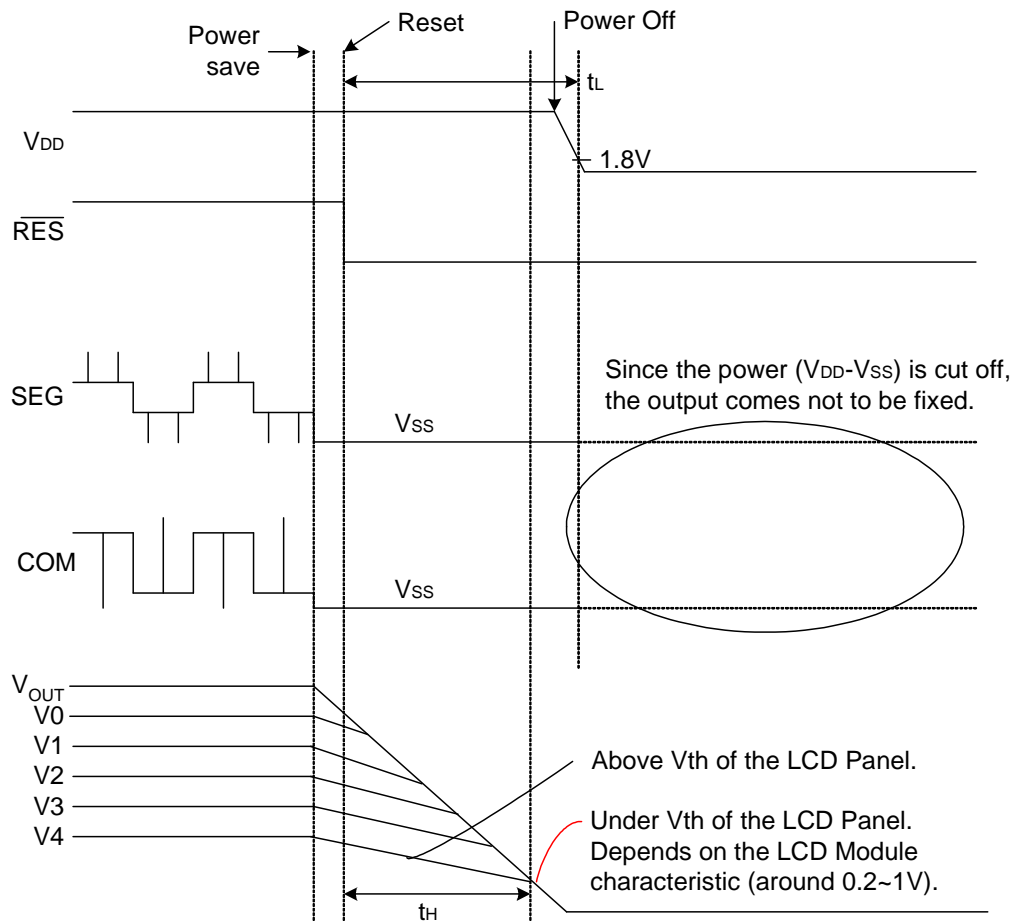 Power
save
Reset
Power Off
tL
VDD
1.8V
RES
Since the power (VDD-VSS) is cut off,
the output comes not to be fixed.
SEG
VSS
COM
VSS
VOUT
V0
V1
V2
V3
V4
Above Vth of the LCD Panel.
Under Vth of the LCD Panel.
Depends on the LCD Module
characteristic (around 0.2~1V).
tH